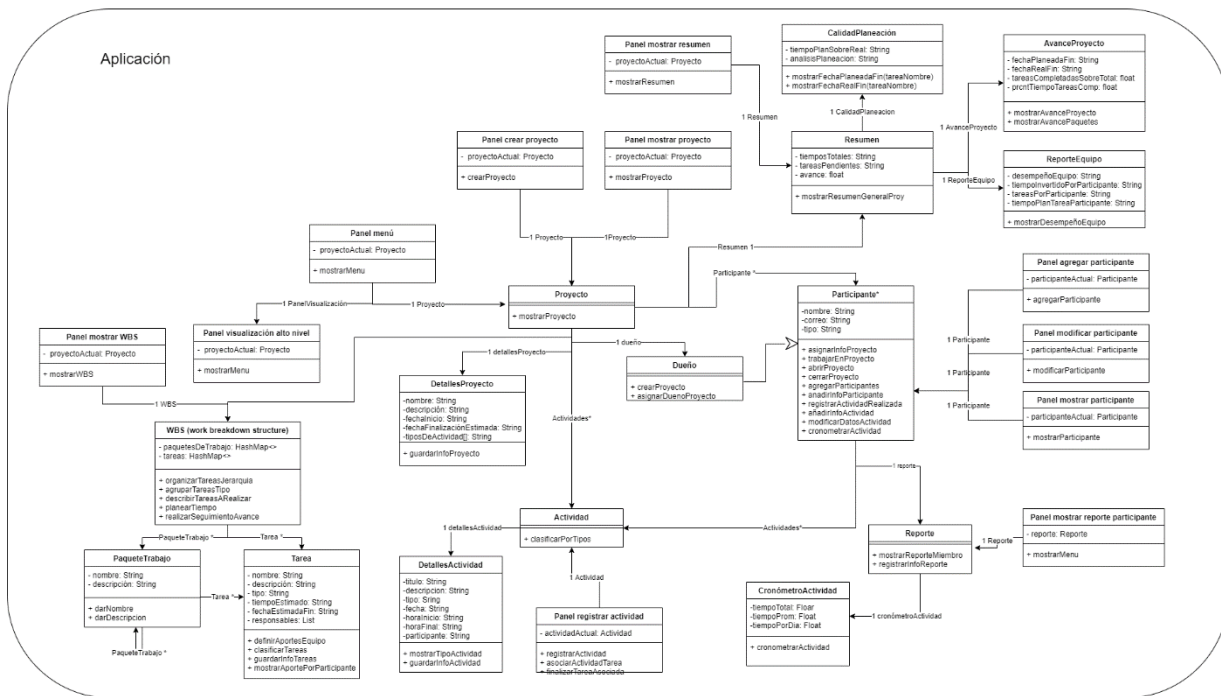 Aplicación
Panel mostrar resumen
- proyectoActual: Proyecto
+ mostrarResumen
CalidadPlaneación
- tiempoPlanSobreReal: String
- analisisPlaneacion: String
+ mostrarFechaPlaneadaFin(tareaNombre)
+ mostrarFechaRealFin(tareaNombre)
AvanceProyecto
- fechaPlaneadaFin: String
- fechaRealFin: String
- tareasCompletadasSobreTotal: float
- prcntTiempoTareasComp: float
+ mostrarAvanceProyecto
+ mostrarAvancePaquetes
1 Resumen
1 CalidadPlaneacion
1 AvanceProyecto
Panel crear proyecto
- proyectoActual: Proyecto
+ crearProyecto
Panel mostrar proyecto
- proyectoActual: Proyecto
+ mostrarProyecto
Resumen
- tiemposTotales: String
- tareasPendientes: String
- avance: float
+ mostrarResumenGeneralProy
ReporteEquipo
- desempeñoEquipo: String
- tiempoInvertidoPorParticipante: String
- tareasPorParticipante: String
- tiempoPlanTareaParticipante: String
+ mostrarDesempeñoEquipo
1 ReporteEquipo
Panel menú
- proyectoActual: Proyecto
+ mostrarMenu
1 Proyecto
1Proyecto
Resumen 1
Participante *
1 PanelVisualización
1 Proyecto
Proyecto
+ mostrarProyecto
Participante*
-nombre: String
-correo: String
-tipo: String
+ asignarInfoProyecto
+ trabajarEnProyecto
+ abrirProyecto
+ cerrarProyecto
+ agregarParticipantes
+ anadirInfoParticipante
+ registrarActividadRealizada
+ añadirInfoActividad
+ modificarDatosActividad
+ cronometrarActividad
Panel agregar participante
- participanteActual: Participante
+ agregarParticipante
Panel modificar participante
- participanteActual: Participante
+ modificarParticipante
Panel mostrar participante
- participanteActual: Participante
+ mostrarParticipante
1 Participante
1 Participante
1 Participante
Panel mostrar WBS
- proyectoActual: Proyecto
+ mostrarWBS
Panel visualización alto nivel
- proyectoActual: Proyecto
+ mostrarMenu
1 detallesProyecto
1 dueño
Dueño
+ crearProyecto
+ asignarDuenoProyecto
DetallesProyecto
-nombre: String
-descripción: String
-fechaInicio: String
-fechaFinalizaciónEstimada: String
-tiposDeActividad[]: String
+ guardarInfoProyecto
1 WBS
Actividades*
WBS (work breakdown structure)
- paquetesDeTrabajo: HashMap<>
- tareas: HashMap<>
+ organizarTareasJerarquia
+ agruparTareasTipo
+ describirTareasARealizar
+ planearTiempo
+ realizarSeguimientoAvance
PaqueteTrabajo *
Tarea *
PaqueteTrabajo
- nombre: String
- descripción: String
+ darNombre
+ darDescripcion
Tarea *
PaqueteTrabajo *
Tarea
- nombre: String
- descripción: String
- tipo: String
- tiempoEstimado: String
- fechaEstimadaFin: String
- responsables: List
+ definirAportesEquipo
+ clasificarTareas
+ guardarInfoTareas
+ mostrarAportePorParticipante
1 detallesActividad
Actividad
+ clasificarPorTipos
Actividades*
1 reporte
DetallesActividad
-titulo: String
-descripcion: String
-tipo: Sring
-fecha: String
-horaInicio: String
-horaFinal: String
-participante: String
+ mostrarTipoActividad
+ guardarInfoActividad
1 Actividad
Panel registrar actividad
- actividadActual: Actividad
+ registrarActividad
+ asociarActividadTarea
+ finalizarTareaAsociada
Reporte
+ mostrarReporteMiembro
+ registrarInfoReporte
1 Reporte
Panel mostrar reporte participante
- reporte: Reporte
+ mostrarMenu
CronómetroActividad
-tiempoTotal: Floar
-tiempoProm: Float
-tiempoPorDia: Float
+ cronometrarActividad
1 cronómetroActividad